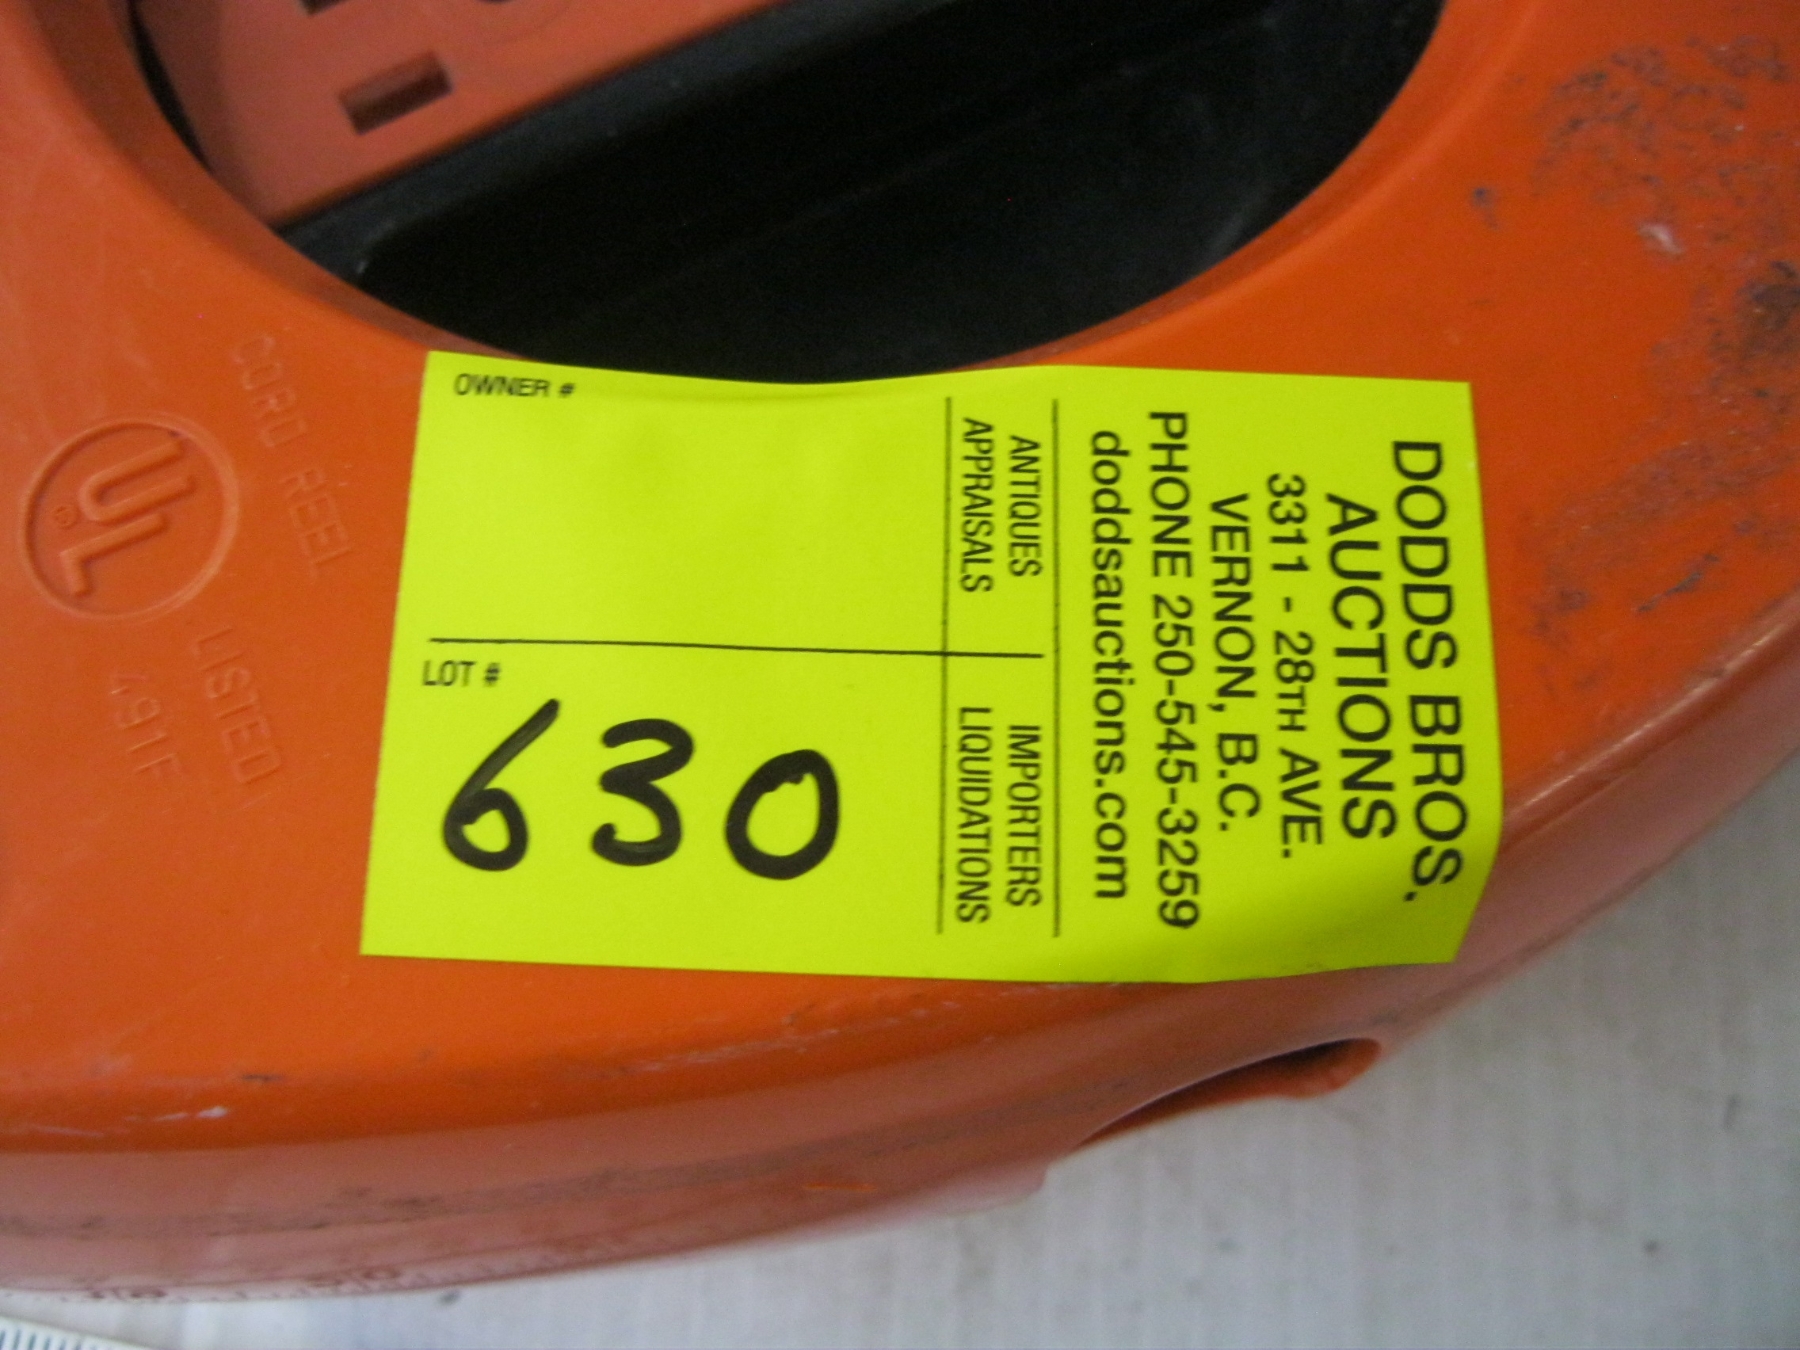 DODDS BROS.
AUCTIONS
3311 - 28TH AVE.
VERNON, B.C.
PHONE 250-545-3259
doddsauctions.com
ANTIQUES IMPORTERS
APPRAISALS LIQUIDATIONS
OWNER #
LOT #
630
CORD REEL
UL
LISTED
491F